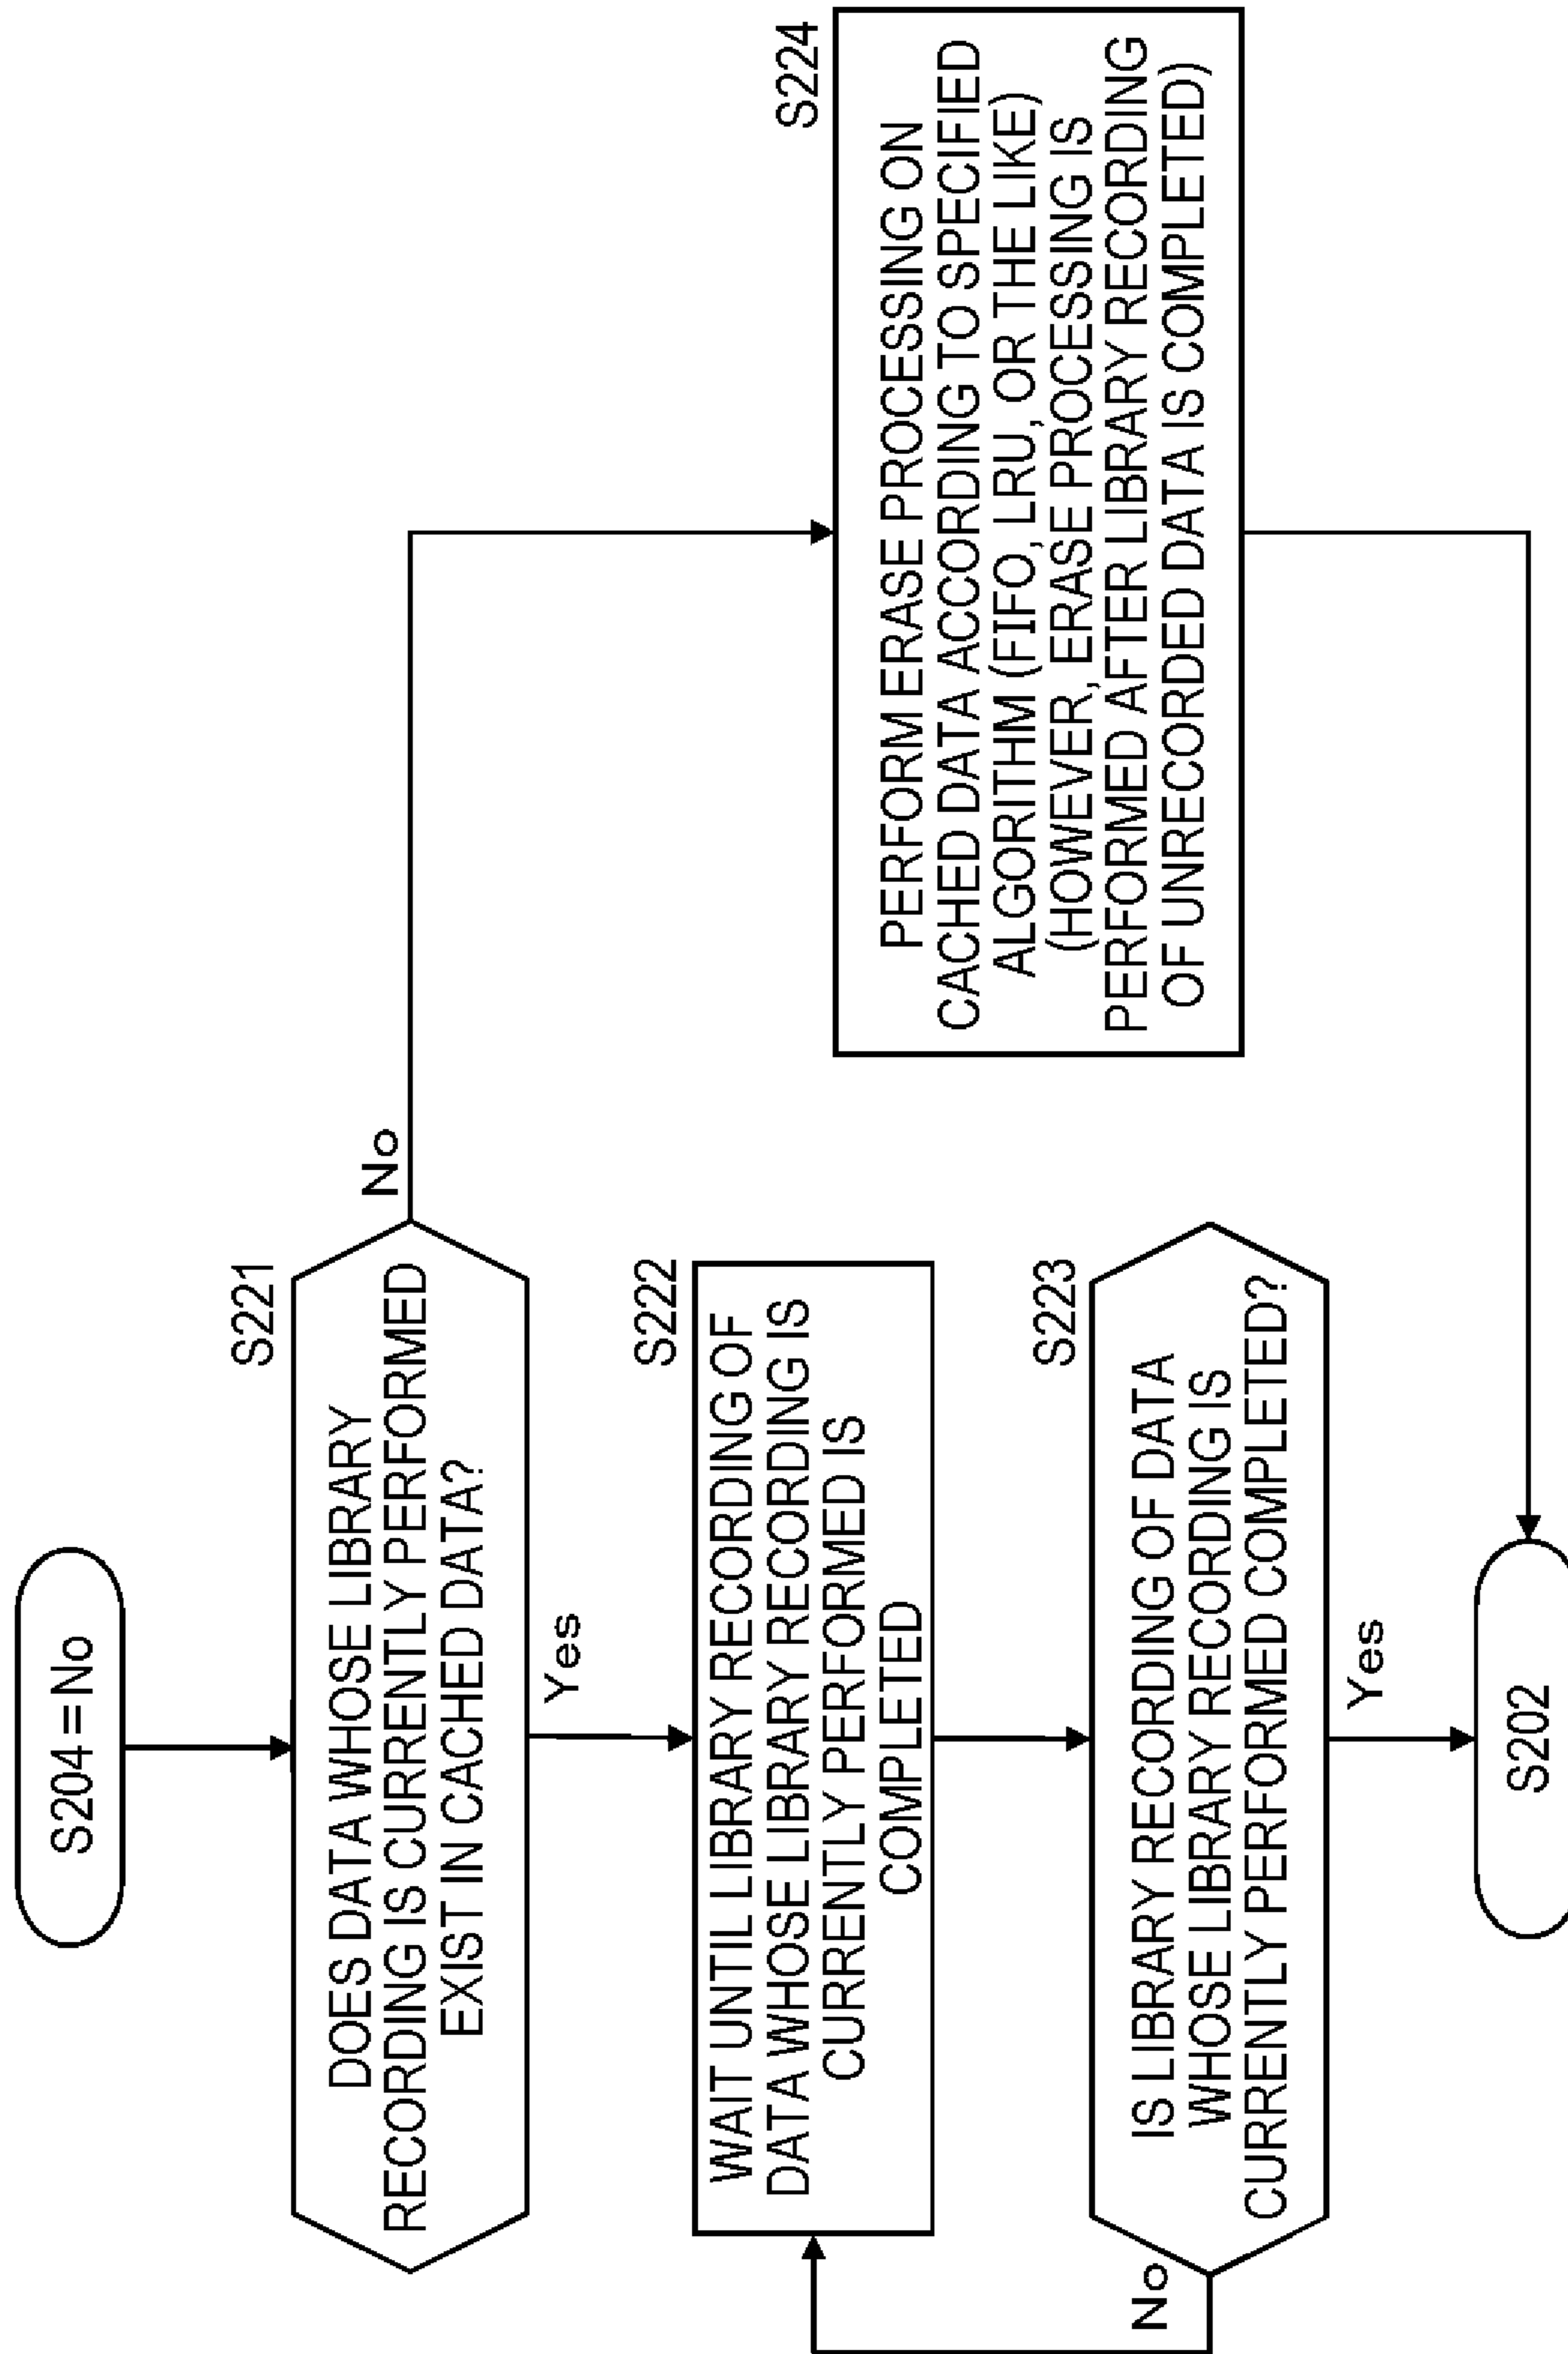 S204 = No
S221
DOES DATA WHOSE LIBRARY
RECORDING IS CURRENTLY PERFORMED
EXIST IN CACHED DATA?
No
Yes
S222
WAIT UNTIL LIBRARY RECORDING OF
DATA WHOSE LIBRARY RECORDING IS
CURRENTLY PERFORMED IS
COMPLETED
S224
PERFORM ERASE PROCESSING ON
CACHED DATA ACCORDING TO SPECIFIED
ALGORITHM (FIFO, LRU, OR THE LIKE)
(HOWEVER, ERASE PROCESSING IS
PERFORMED AFTER LIBRARY RECORDING
OF UNRECORDED DATA IS COMPLETED)
S223
IS LIBRARY RECORDING OF DATA
WHOSE LIBRARY RECORDING IS
CURRENTLY PERFORMED COMPLETED?
No
Yes
S202